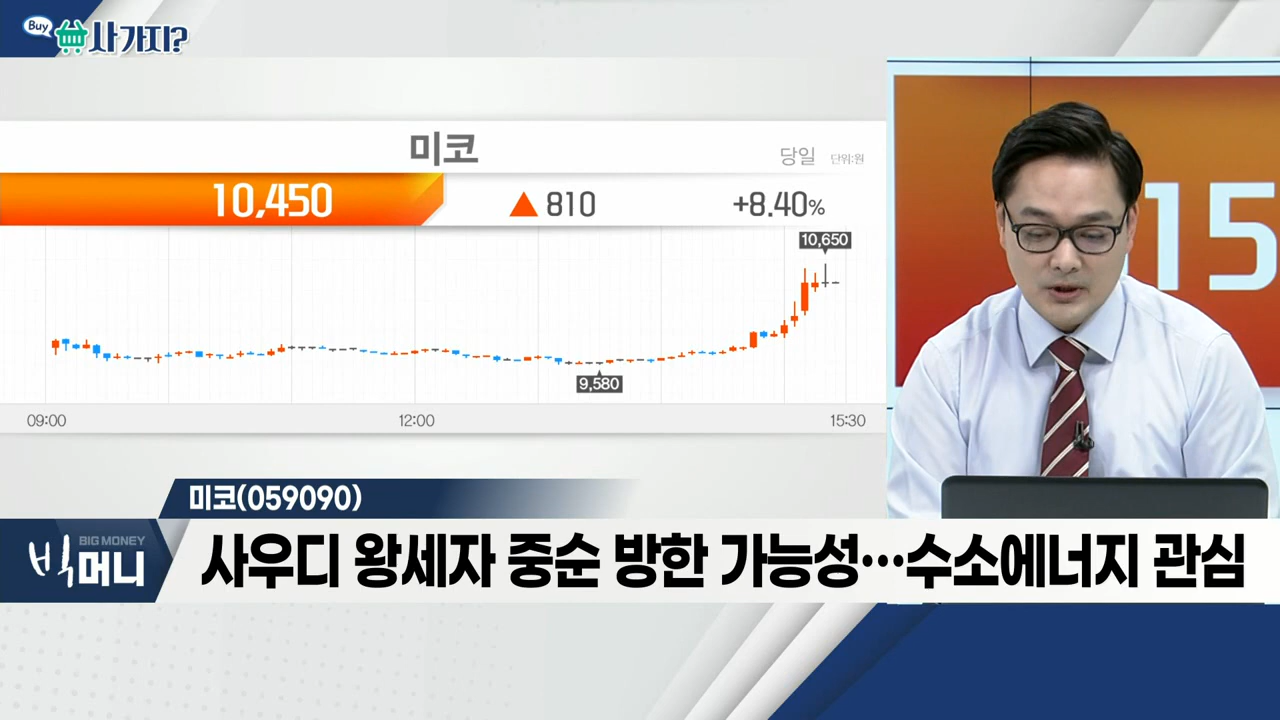 Buy
사가지?
미코
당일 단위:원
10,450 ▲ 810 +8.40%
10,650
9,580
09:00 12:00 15:30
15
미코(059090)
BIG MONEY
빅머니
사우디 왕세자 중순 방한 가능성…수소에너지 관심